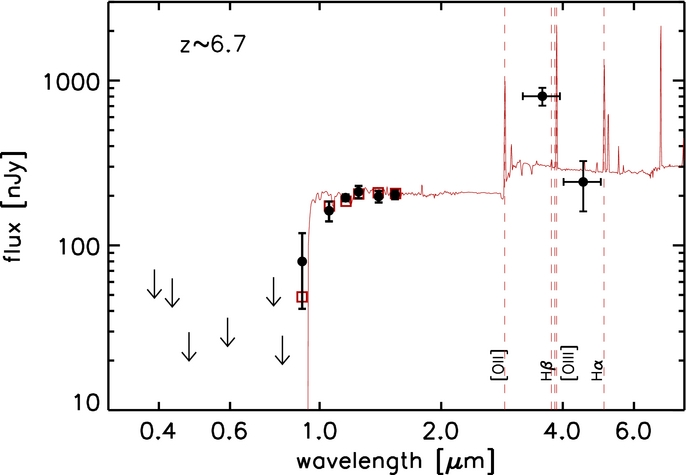 z~6.7
1000
100
10
flux [nJy]
[OII]
Hβ
[OIII]
Hα
0.4 0.6 1.0 2.0 4.0 6.0
wavelength [μm]